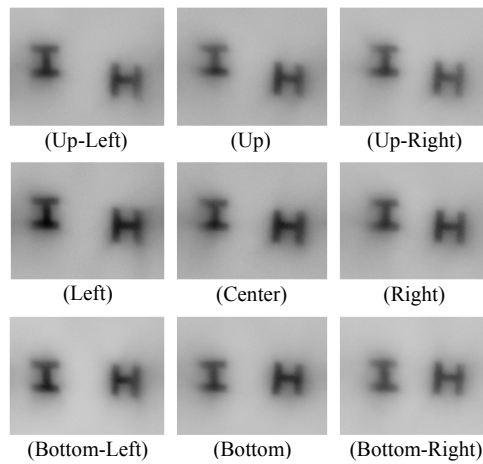 I H I H I H
(Up-Left) (Up) (Up-Right)
I H I H I H
(Left) (Center) (Right)
I H I H I H
(Bottom-Left) (Bottom) (Bottom-Right)